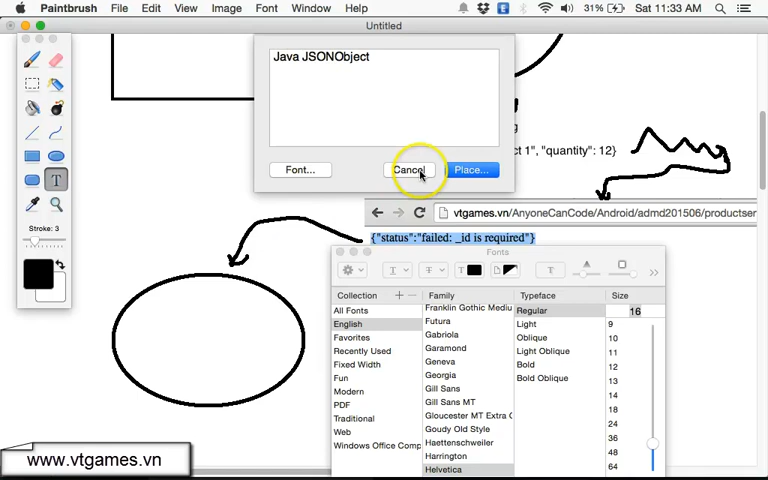 Paintbrush File Edit View Image Font Window Help 31% Sat 11:33 AM
Untitled
Java JSONObject
Font... Cancel Place...
ct 1", "quantity": 12}
vtgames.vn/AnyoneCanCode/Android/admd201506/productser
{"status":"failed: _id is required"}
Stroke: 3
Fonts
Collection Family Typeface Size
All Fonts
English
Favorites
Recently Used
Fixed Width
Fun
Modern
PDF
Traditional
Web
Windows Office Comp
Franklin Gothic Mediu
Futura
Gabriola
Garamond
Geneva
Georgia
Gill Sans
Gill Sans MT
Gloucester MT Extra C
Goudy Old Style
Haettenschweiler
Harrington
Helvetica
Regular
Light
Oblique
Light Oblique
Bold
Bold Oblique
16
9
10
11
12
13
14
18
24
36
48
64
www.vtgames.vn